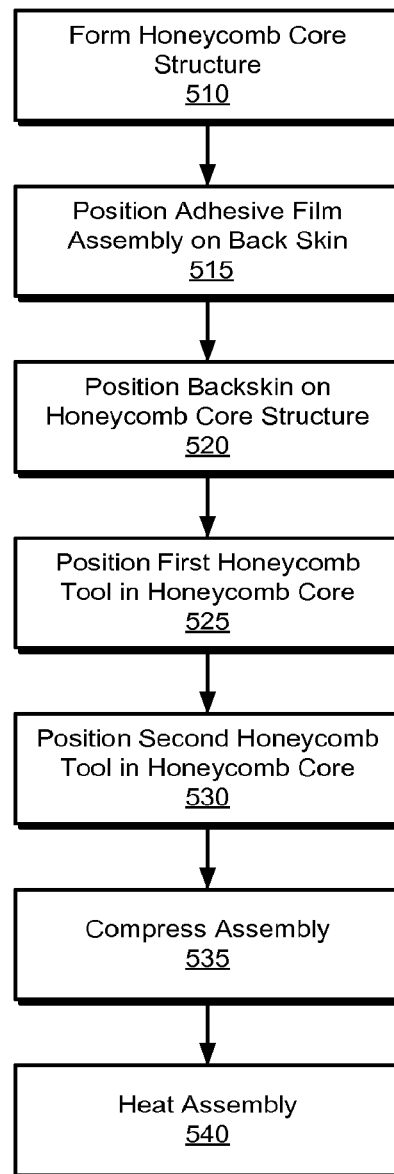 Form Honeycomb Core
Structure
510
Position Adhesive Film
Assembly on Back Skin
515
Position Backskin on
Honeycomb Core Structure
520
Position First Honeycomb
Tool in Honeycomb Core
525
Position Second Honeycomb
Tool in Honeycomb Core
530
Compress Assembly
535
Heat Assembly
540